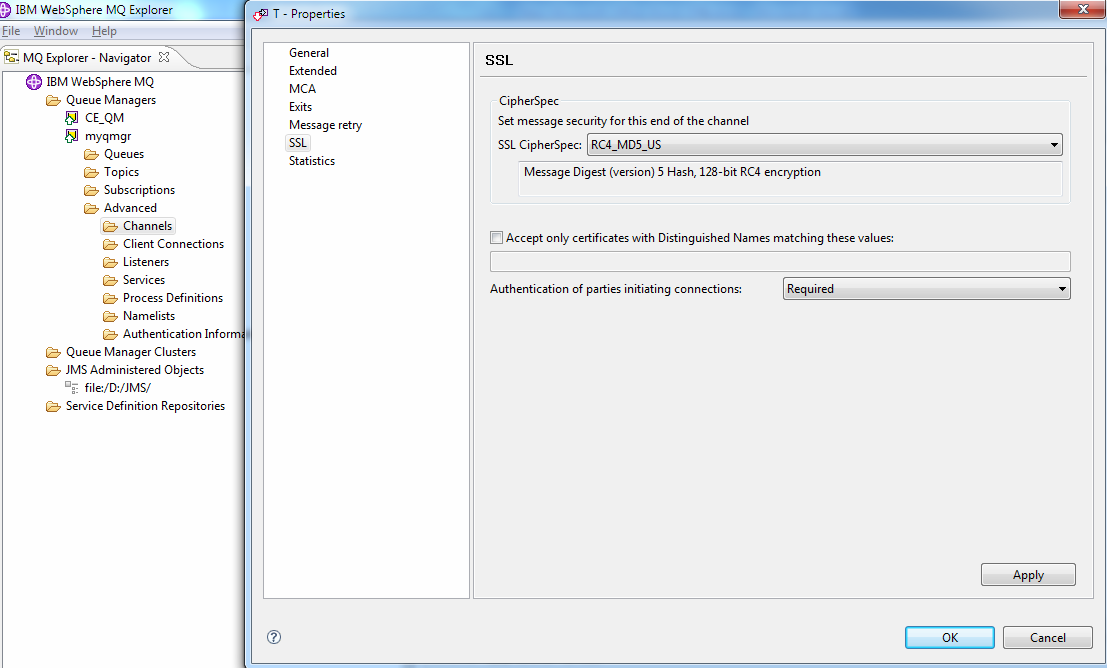 IBM WebSphere MQ Explorer
File Window Help
MQ Explorer - Navigator
IBM WebSphere MQ
Queue Managers
CE_QM
myqmgr
Queues
Topics
Subscriptions
Advanced
Channels
Client Connections
Listeners
Services
Process Definitions
Namelists
Authentication Informa
Queue Manager Clusters
JMS Administered Objects
file:/D:/JMS/
Service Definition Repositories
T - Properties
General
Extended
MCA
Exits
Message retry
SSL
Statistics
SSL
CipherSpec
Set message security for this end of the channel
SSL CipherSpec: RC4_MD5_US
Message Digest (version) 5 Hash, 128-bit RC4 encryption
Accept only certificates with Distinguished Names matching these values:
Authentication of parties initiating connections: Required
Apply
?
OK Cancel